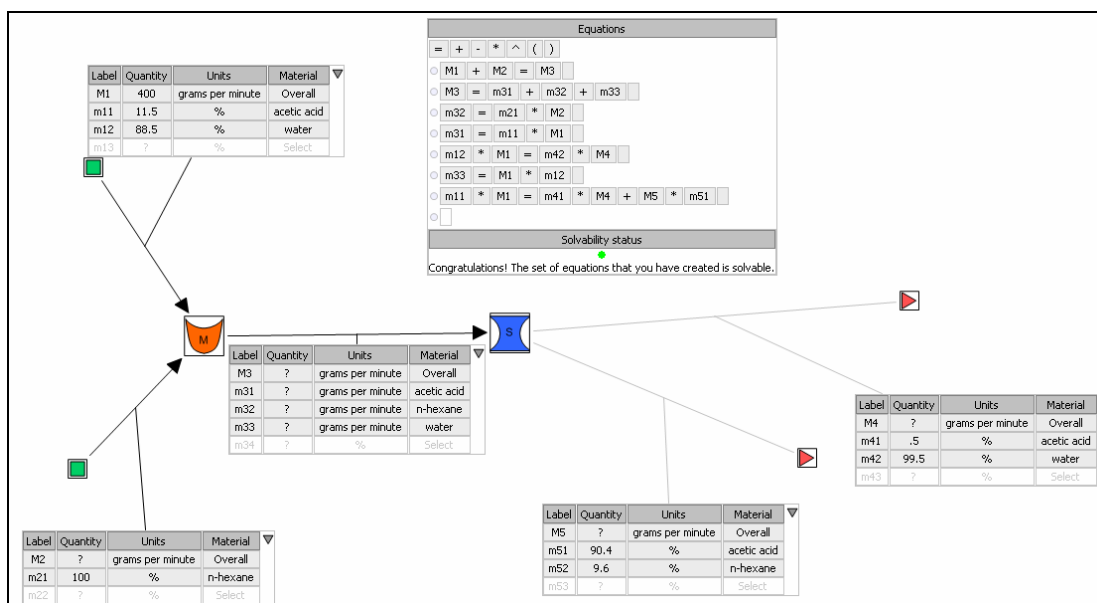 Equations
= + - * ^ ( )
M1 + M2 = M3
M3 = m31 + m32 + m33
m32 = m21 * M2
m31 = m11 * M1
m12 * M1 = m42 * M4
m33 = M1 * m12
m11 * M1 = m41 * M4 + M5 * m51
Solvability status
Congratulations! The set of equations that you have created is solvable.
Label Quantity Units Material
M1 400 grams per minute Overall
m11 11.5 % acetic acid
m12 88.5 % water
m13 ? % Select
M
S
Label Quantity Units Material
M3 ? grams per minute Overall
m31 ? grams per minute acetic acid
m32 ? grams per minute n-hexane
m33 ? grams per minute water
m34 ? % Select
Label Quantity Units Material
M4 ? grams per minute Overall
m41 .5 % acetic acid
m42 99.5 % water
m43 ? % Select
Label Quantity Units Material
M5 ? grams per minute Overall
m51 90.4 % acetic acid
m52 9.6 % n-hexane
m53 ? % Select
Label Quantity Units Material
M2 ? grams per minute Overall
m21 100 % n-hexane
m22 ? % Select